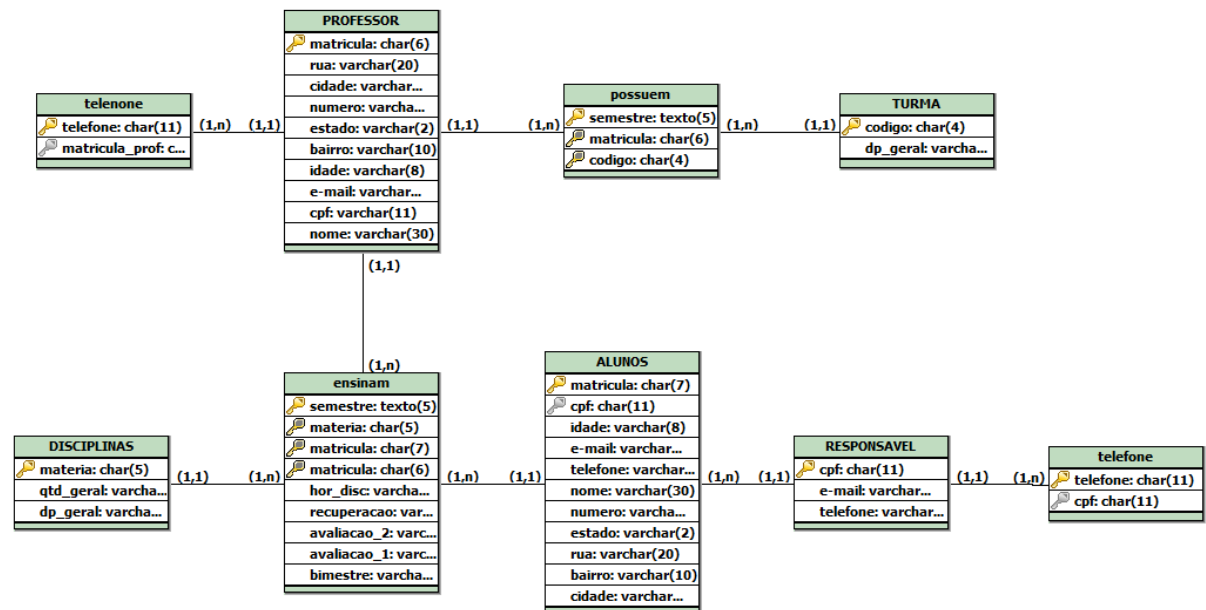 PROFESSOR
matricula: char(6)
rua: varchar(20)
cidade: varchar...
numero: varcha...
estado: varchar(2)
bairro: varchar(10)
idade: varchar(8)
e-mail: varchar...
cpf: varchar(11)
nome: varchar(30)
telenone
telefone: char(11)
matricula_prof: c...
(1,n)
(1,1)
(1,1)
(1,n)
possuem
semestre: texto(5)
matricula: char(6)
codigo: char(4)
(1,n)
(1,1)
TURMA
codigo: char(4)
dp_geral: varcha...
(1,1)
(1,n)
ensinam
semestre: texto(5)
materia: char(5)
matricula: char(7)
matricula: char(6)
hor_disc: varcha...
recuperacao: var...
avaliacao_2: varc...
avaliacao_1: varc...
bimestre: varcha...
DISCIPLINAS
materia: char(5)
qtd_geral: varcha...
dp_geral: varcha...
(1,1)
(1,n)
(1,n)
(1,1)
ALUNOS
matricula: char(7)
cpf: char(11)
idade: varchar(8)
e-mail: varchar...
telefone: varchar...
nome: varchar(30)
numero: varcha...
estado: varchar(2)
rua: varchar(20)
bairro: varchar(10)
cidade: varchar...
(1,n)
(1,1)
RESPONSAVEL
cpf: char(11)
e-mail: varchar...
telefone: varchar...
(1,1)
(1,n)
telefone
telefone: char(11)
cpf: char(11)